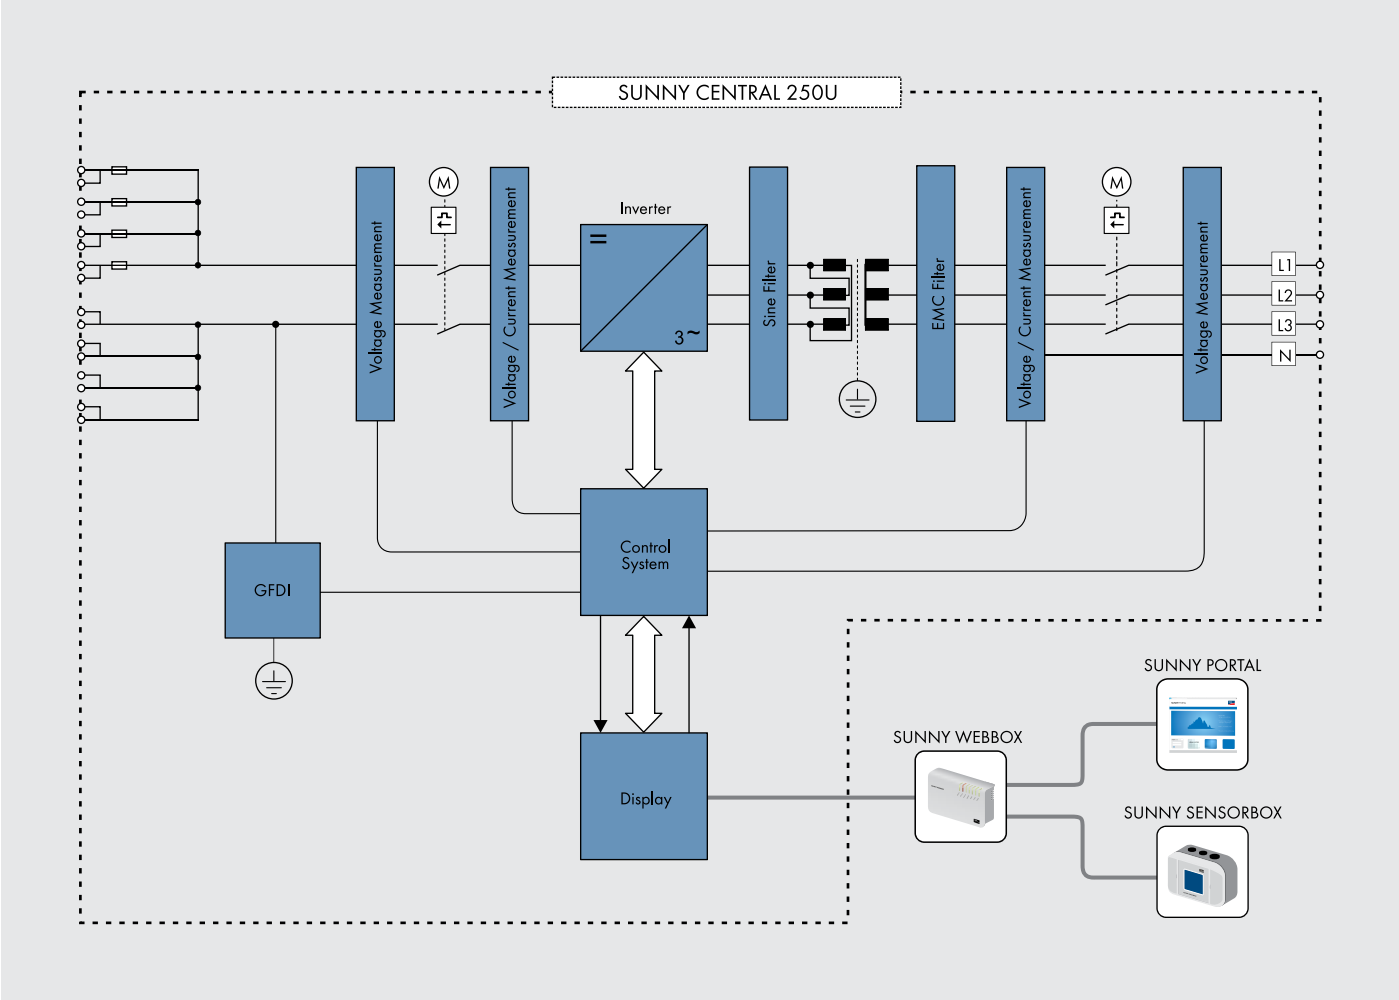 SUNNY CENTRAL 250U
M
M
Inverter
=
3~
Voltage Measurement
Voltage / Current Measurement
Sine Filter
EMC Filter
Voltage / Current Measurement
Voltage Measurement
L1
L2
L3
N
Control
System
GFDI
Display
SUNNY WEBBOX
SUNNY PORTAL
SUNNY SENSORBOX